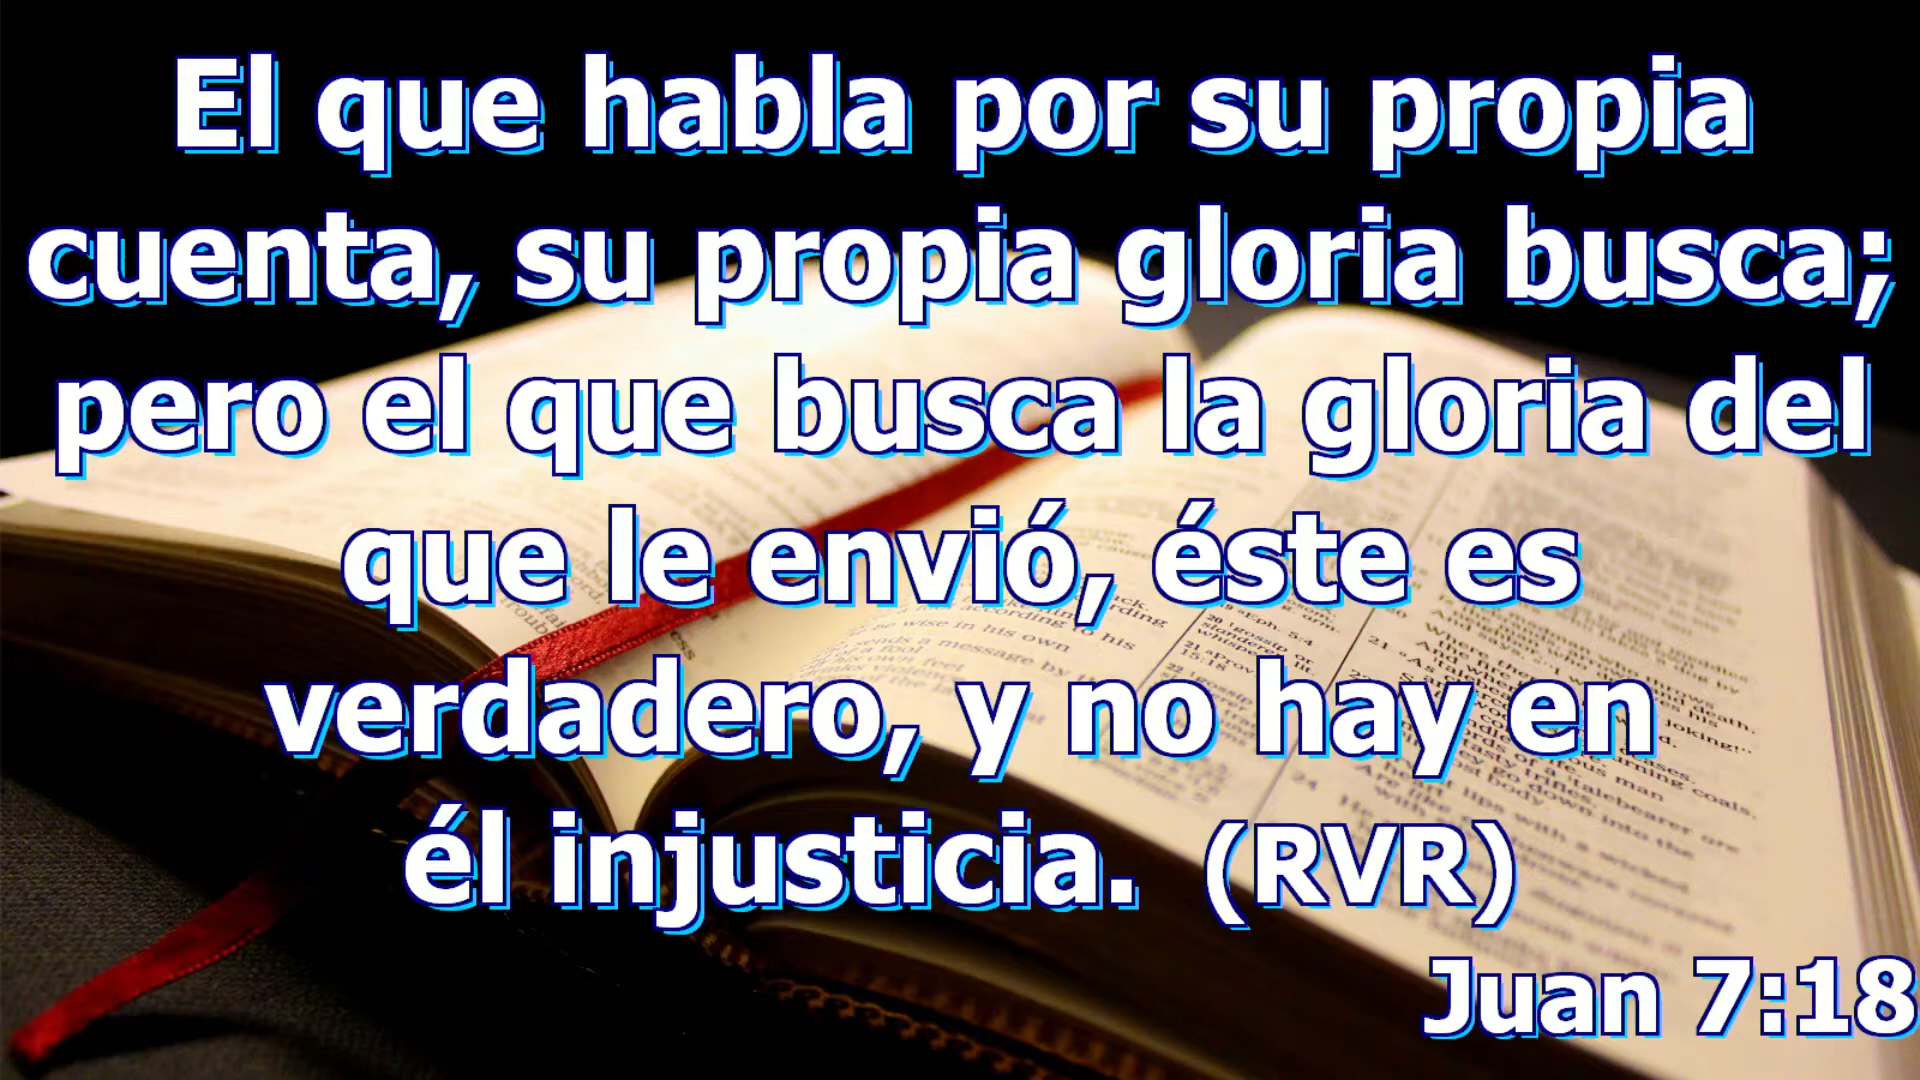 El que habla por su propia
cuenta, su propia gloria busca;
pero el que busca la gloria del
que le envió, éste es
verdadero, y no hay en
él injusticia. (RVR)
Juan 7:18